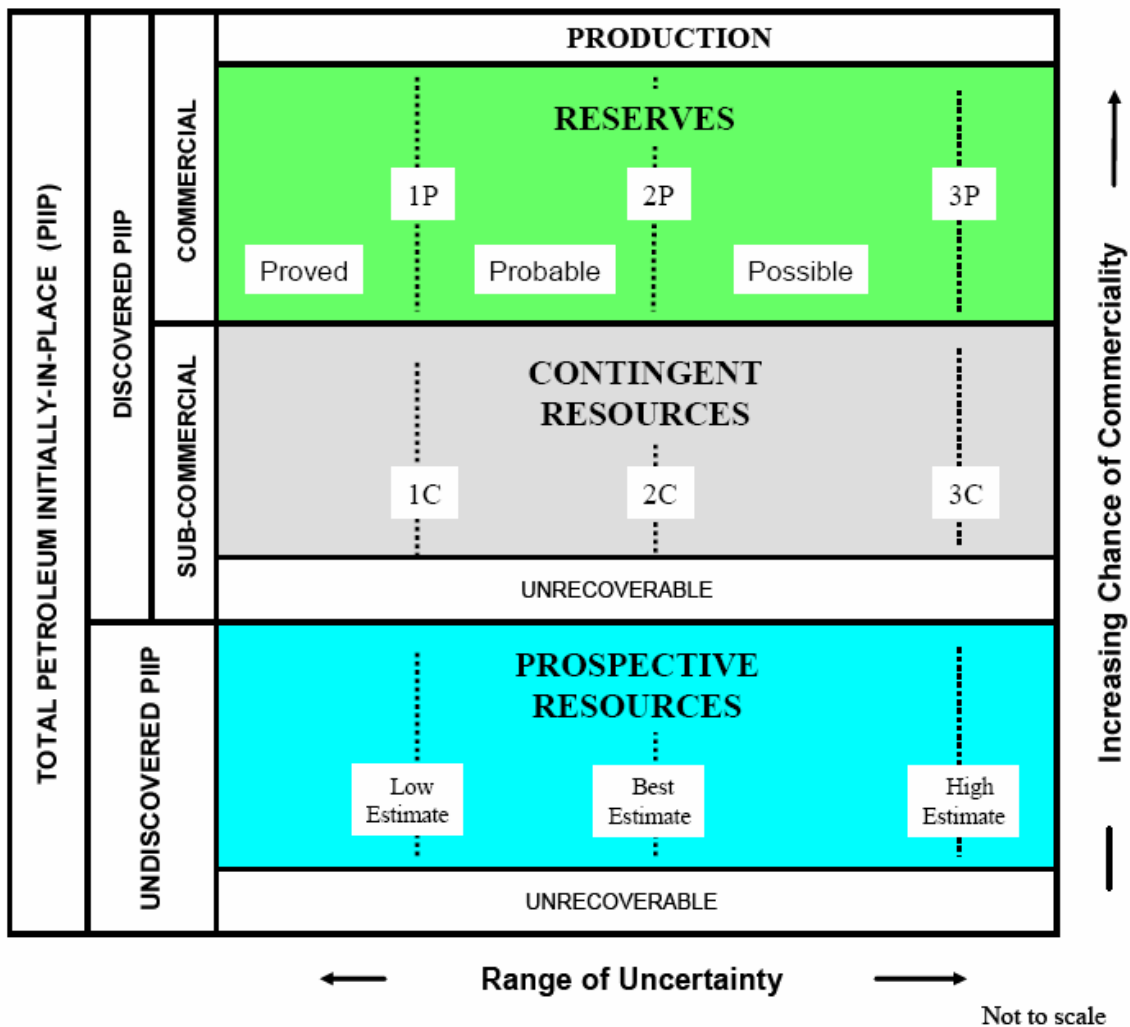 TOTAL PETROLEUM INITIALLY-IN-PLACE (PIIP)
DISCOVERED PIIP
COMMERCIAL
PRODUCTION
RESERVES
1P
2P
3P
Proved
Probable
Possible
SUB-COMMERCIAL
CONTINGENT
RESOURCES
1C
2C
3C
UNRECOVERABLE
UNDISCOVERED PIIP
PROSPECTIVE
RESOURCES
Low
Estimate
Best
Estimate
High
Estimate
UNRECOVERABLE
Increasing Chance of Commerciality
Range of Uncertainty
Not to scale